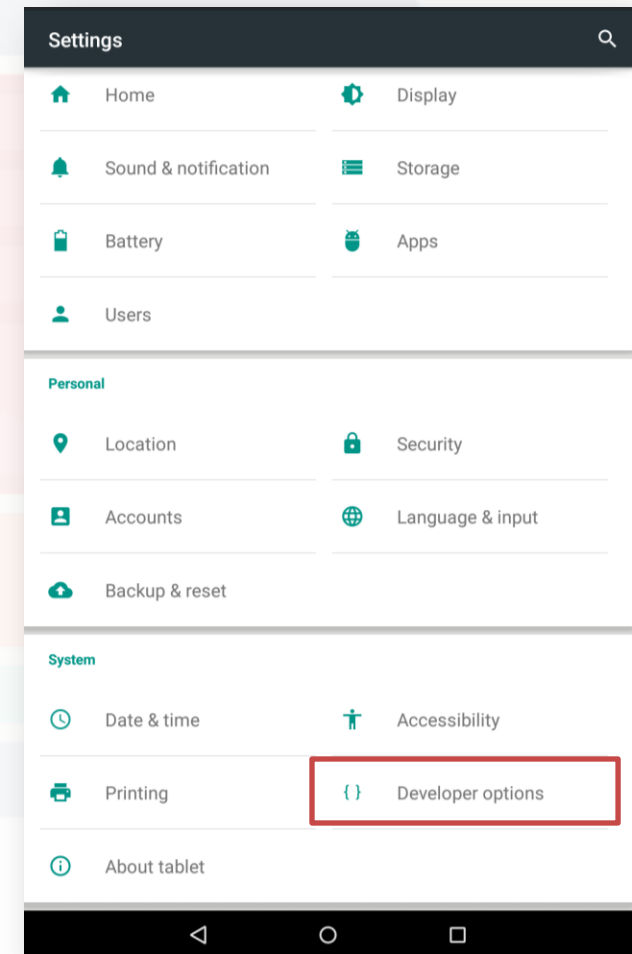 Settings
Home Display
Sound & notification Storage
Battery Apps
Users
Personal
Location Security
Accounts Language & input
Backup & reset
System
Date & time Accessibility
Printing { } Developer options
About tablet